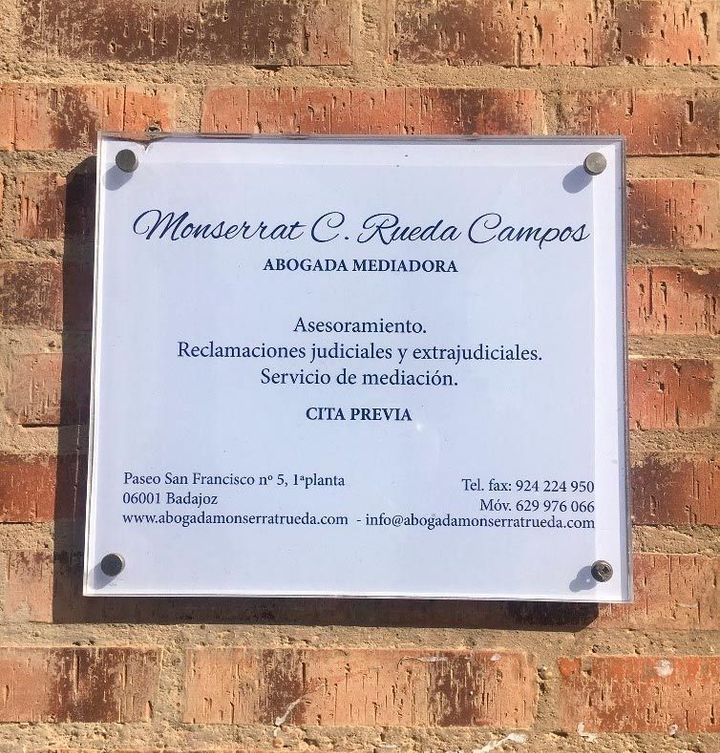 Monserrat C. Rueda Campos
ABOGADA MEDIADORA
Asesoramiento.
Reclamaciones judiciales y extrajudiciales.
Servicio de mediación.
CITA PREVIA
Paseo San Francisco nº 5, 1ªplanta
06001 Badajoz
Tel. fax: 924 224 950
Móv. 629 976 066
www.abogadamonserratrueda.com - info@abogadamonserratrueda.com